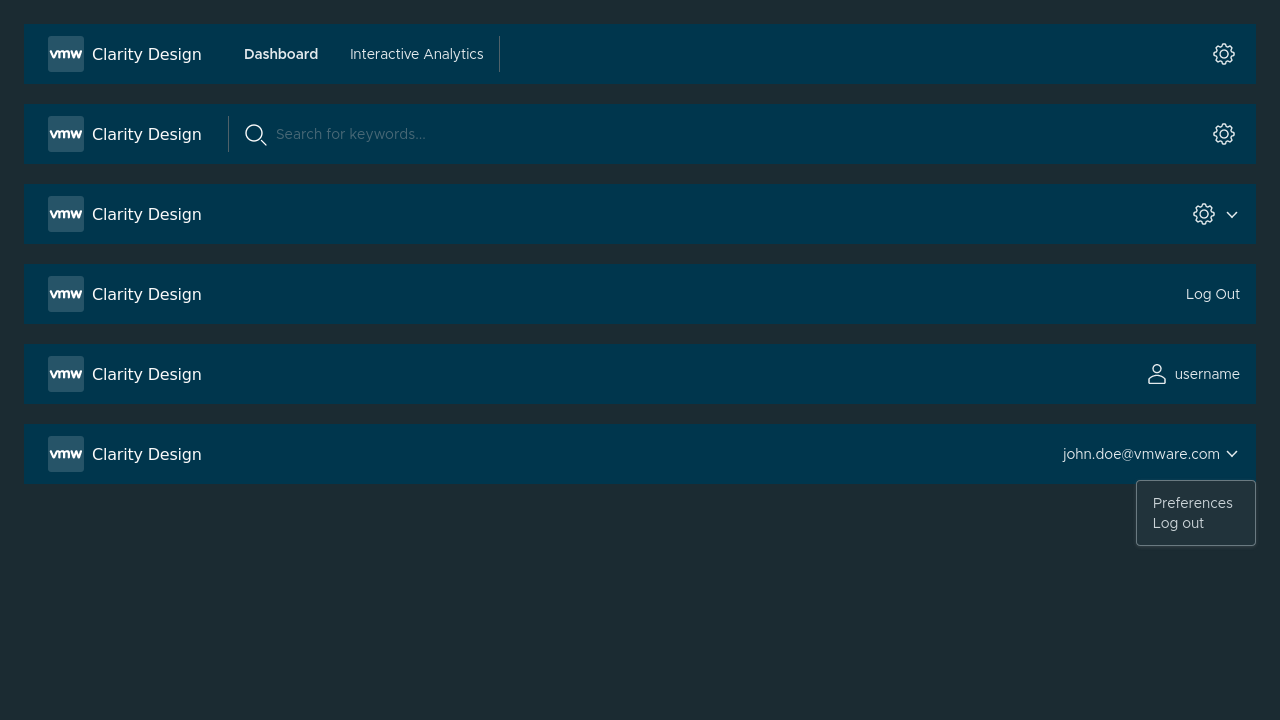 vmw Clarity Design Dashboard Interactive Analytics
vmw Clarity Design Search for keywords...
vmw Clarity Design
vmw Clarity Design Log Out
vmw Clarity Design username
vmw Clarity Design john.doe@vmware.com
Preferences
Log out